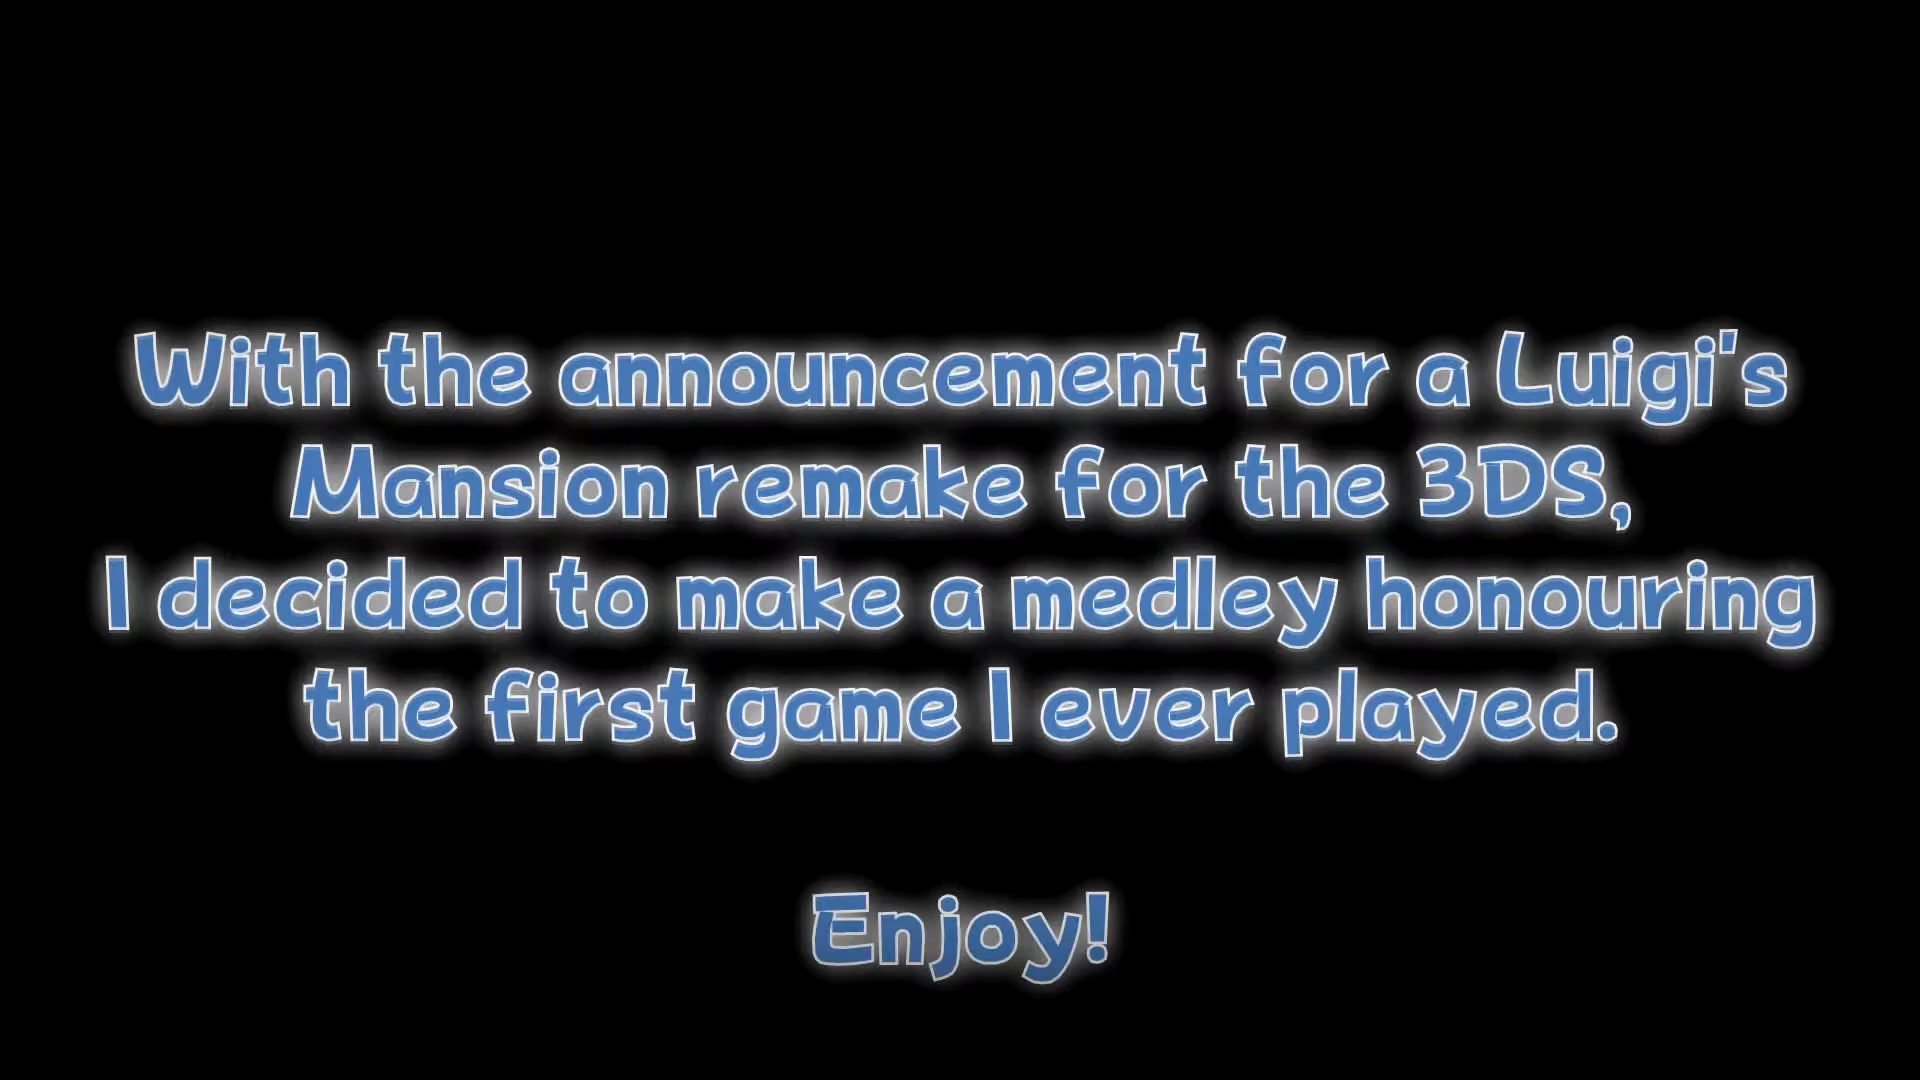 With the announcement for a Luigi's
Mansion remake for the 3DS,
I decided to make a medley honouring
the first game I ever played.
Enjoy!